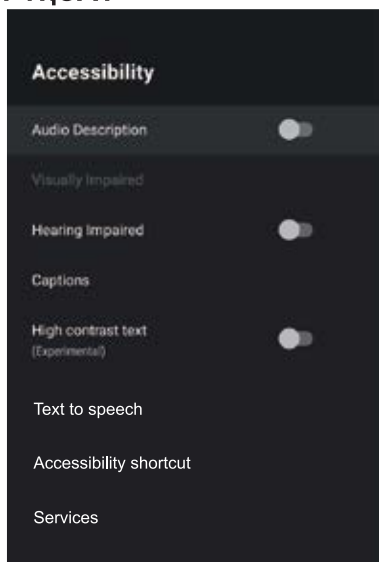 Accessibility
Audio Description
Visually Impaired
Hearing Impaired
Captions
High contrast text
(Experimental)
Text to speech
Accessibility shortcut
Services